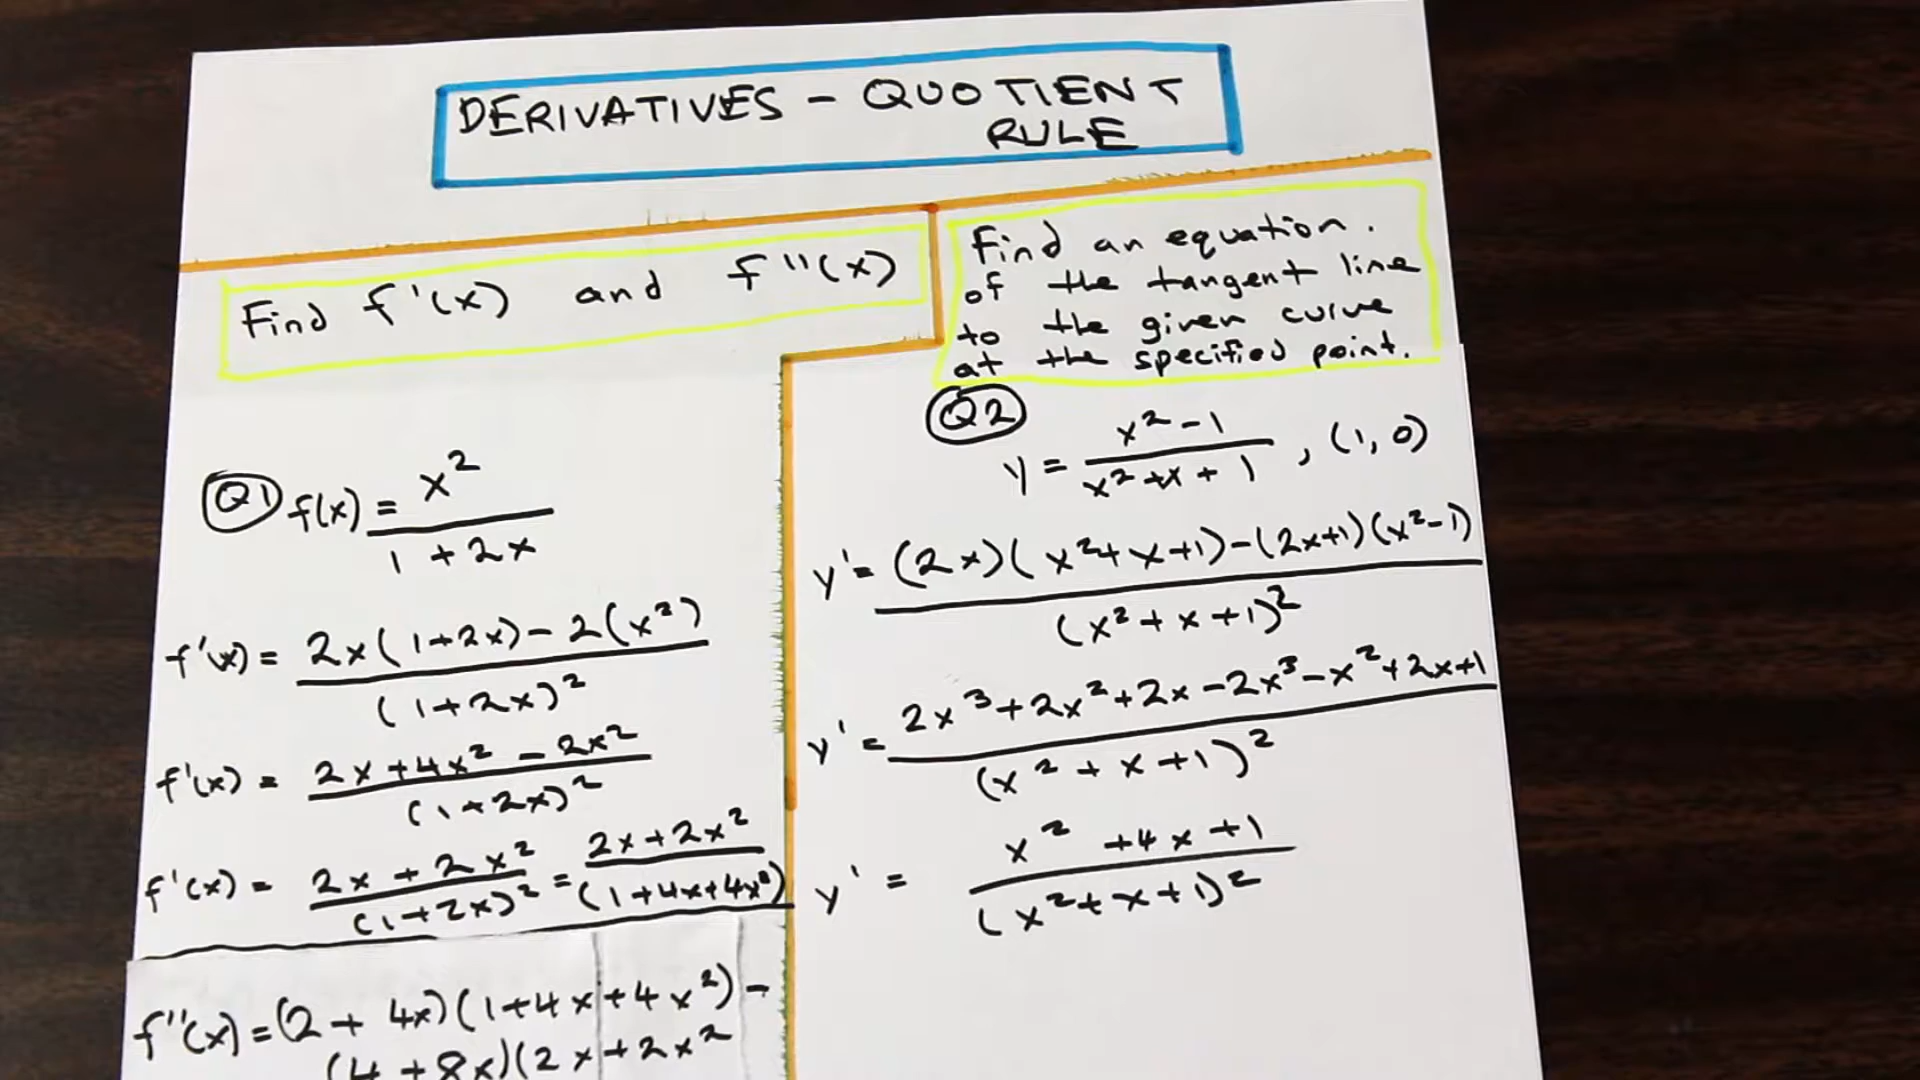 DERIVATIVES - QUOTIENT
RULE
Find f'(x) and f''(x)
Q1 f(x) = x²/(1+2x)
f'(x) = (2x(1+2x)-2(x²))/(1+2x)²
f'(x) = (2x+4x²-2x²)/(1+2x)²
f'(x) = (2x+2x²)/(1+2x)² = (2x+2x²)/(1+4x+4x²)
f''(x) = (2+4x)(1+4x+4x²)-
(4+8x)(2x+2x²
Find an equation.
of the tangent line
to the given curve
at the specified point.
Q2
y = (x²-1)/(x²+x+1), (1,0)
y' = ((2x)(x²+x+1)-(2x+1)(x²-1))/(x²+x+1)²
y' = (2x³+2x²+2x-2x³-x²+2x+1)/(x²+x+1)²
y' = (x²+4x+1)/(x²+x+1)²